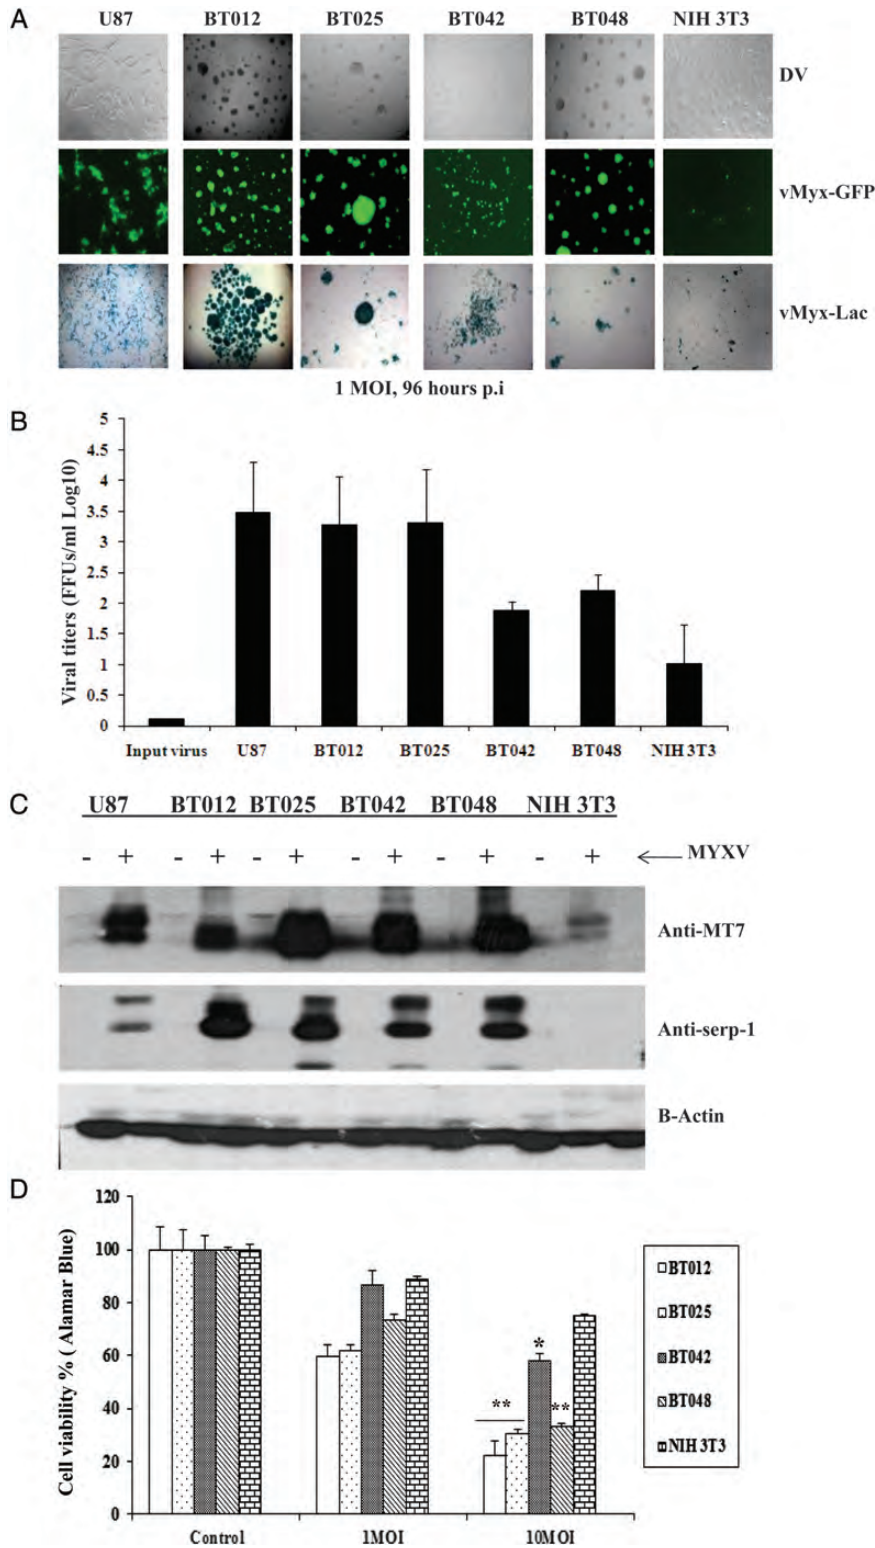 A
U87 BT012 BT025 BT042 BT048 NIH 3T3
DV
vMyx-GFP
vMyx-Lac
1 MOI, 96 hours p.i
B
Viral titers (FFUs/ml Log10)
5
4.5
4
3.5
3
2.5
2
1.5
1
0.5
0
Input virus U87 BT012 BT025 BT042 BT048 NIH 3T3
C
U87 BT012 BT025 BT042 BT048 NIH 3T3
- + - + - + - + - + - + ← MYXV
Anti-MT7
Anti-serp-1
B-Actin
D
Cell viability % ( Alamar Blue)
120
100
80
60
40
20
0
** * **
Control 1MOI 10MOI
BT012
BT025
BT042
BT048
NIH 3T3